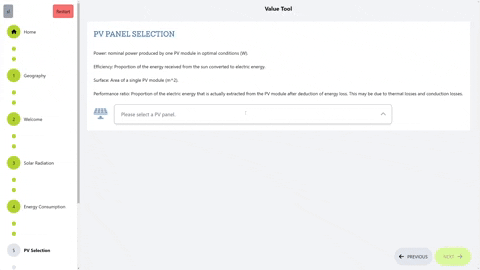 Restart
Value Tool
Home
1 Geography
2 Welcome
3 Solar Radiation
4 Energy Consumption
5 PV Selection
PV PANEL SELECTION
Power: nominal power produced by one PV module in optimal conditions (W).
Efficiency: Proportion of the energy received from the sun converted to electric energy.
Surface: Area of a single PV module (m^2).
Performance ratio: Proportion of the electric energy that is actually extracted from the PV module after deduction of energy loss. This may be due to thermal losses and conduction losses.
Please select a PV panel.
PREVIOUS
NEXT